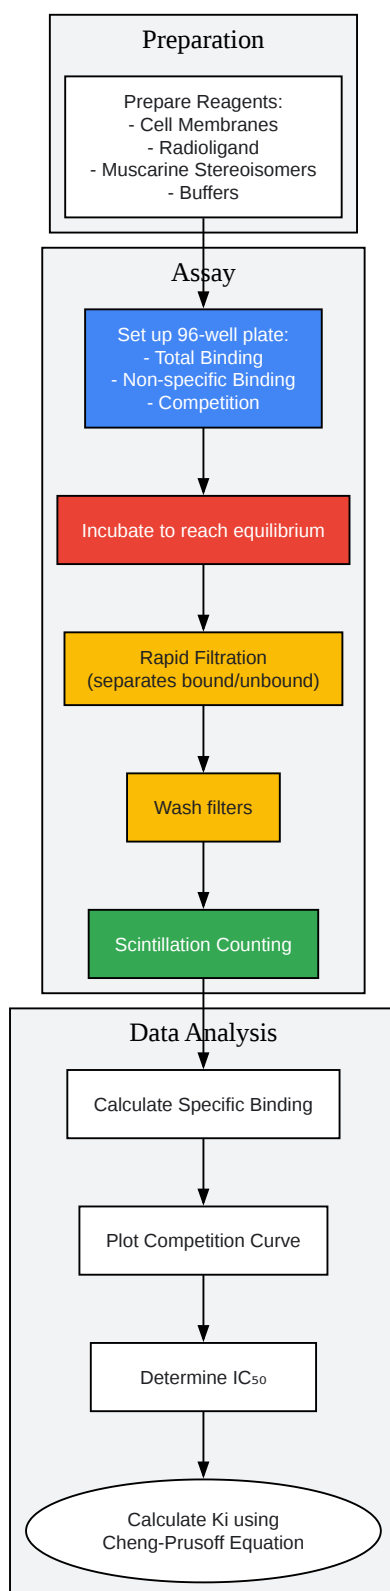 Preparation
Prepare Reagents:
- Cell Membranes
- Radioligand
- Muscarine Stereoisomers
- Buffers
Assay
Set up 96-well plate:
- Total Binding
- Non-specific Binding
- Competition
Incubate to reach equilibrium
Rapid Filtration
(separates bound/unbound)
Wash filters
Scintillation Counting
Data Analysis
Calculate Specific Binding
Plot Competition Curve
Determine IC₅₀
Calculate Ki using
Cheng-Prusoff Equation